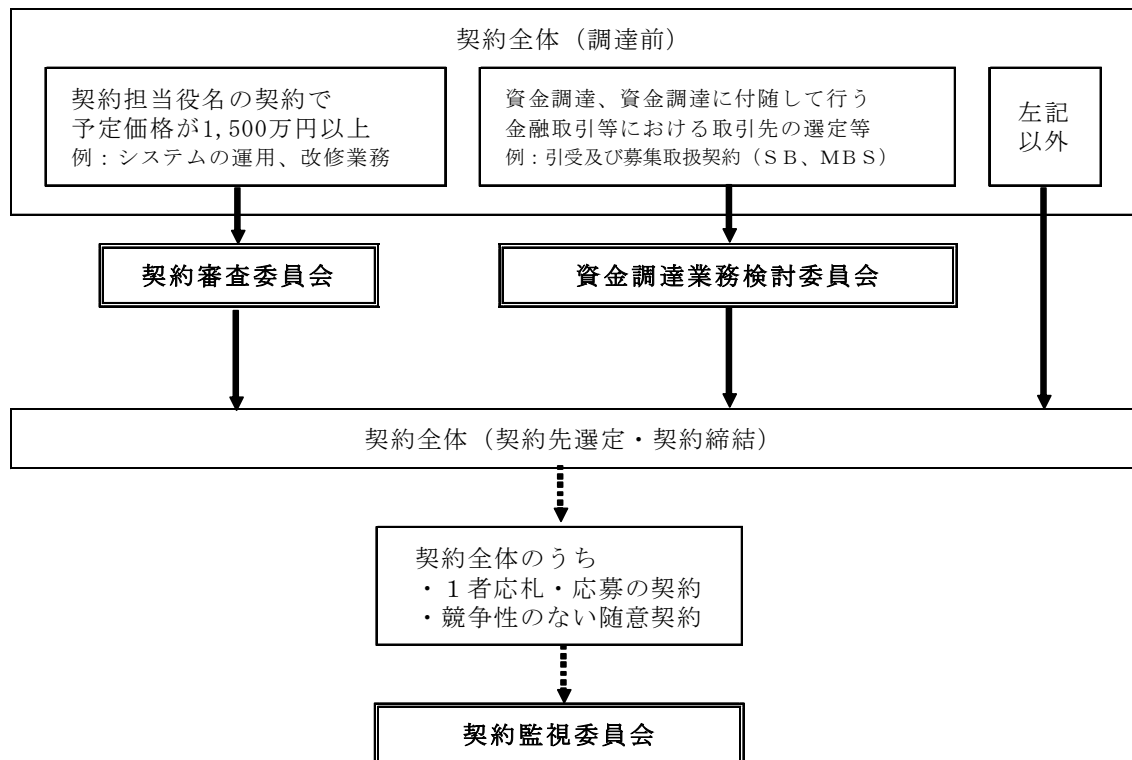 契約全体（調達前）
契約担当役名の契約で
予定価格が1,500万円以上
例：システムの運用、改修業務
資金調達、資金調達に付随して行う
金融取引等における取引先の選定等
例：引受及び募集取扱契約（ＳＢ、ＭＢＳ）
左記
以外
契約審査委員会
資金調達業務検討委員会
契約全体（契約先選定・契約締結）
契約全体のうち
・１者応札・応募の契約
・競争性のない随意契約
契約監視委員会